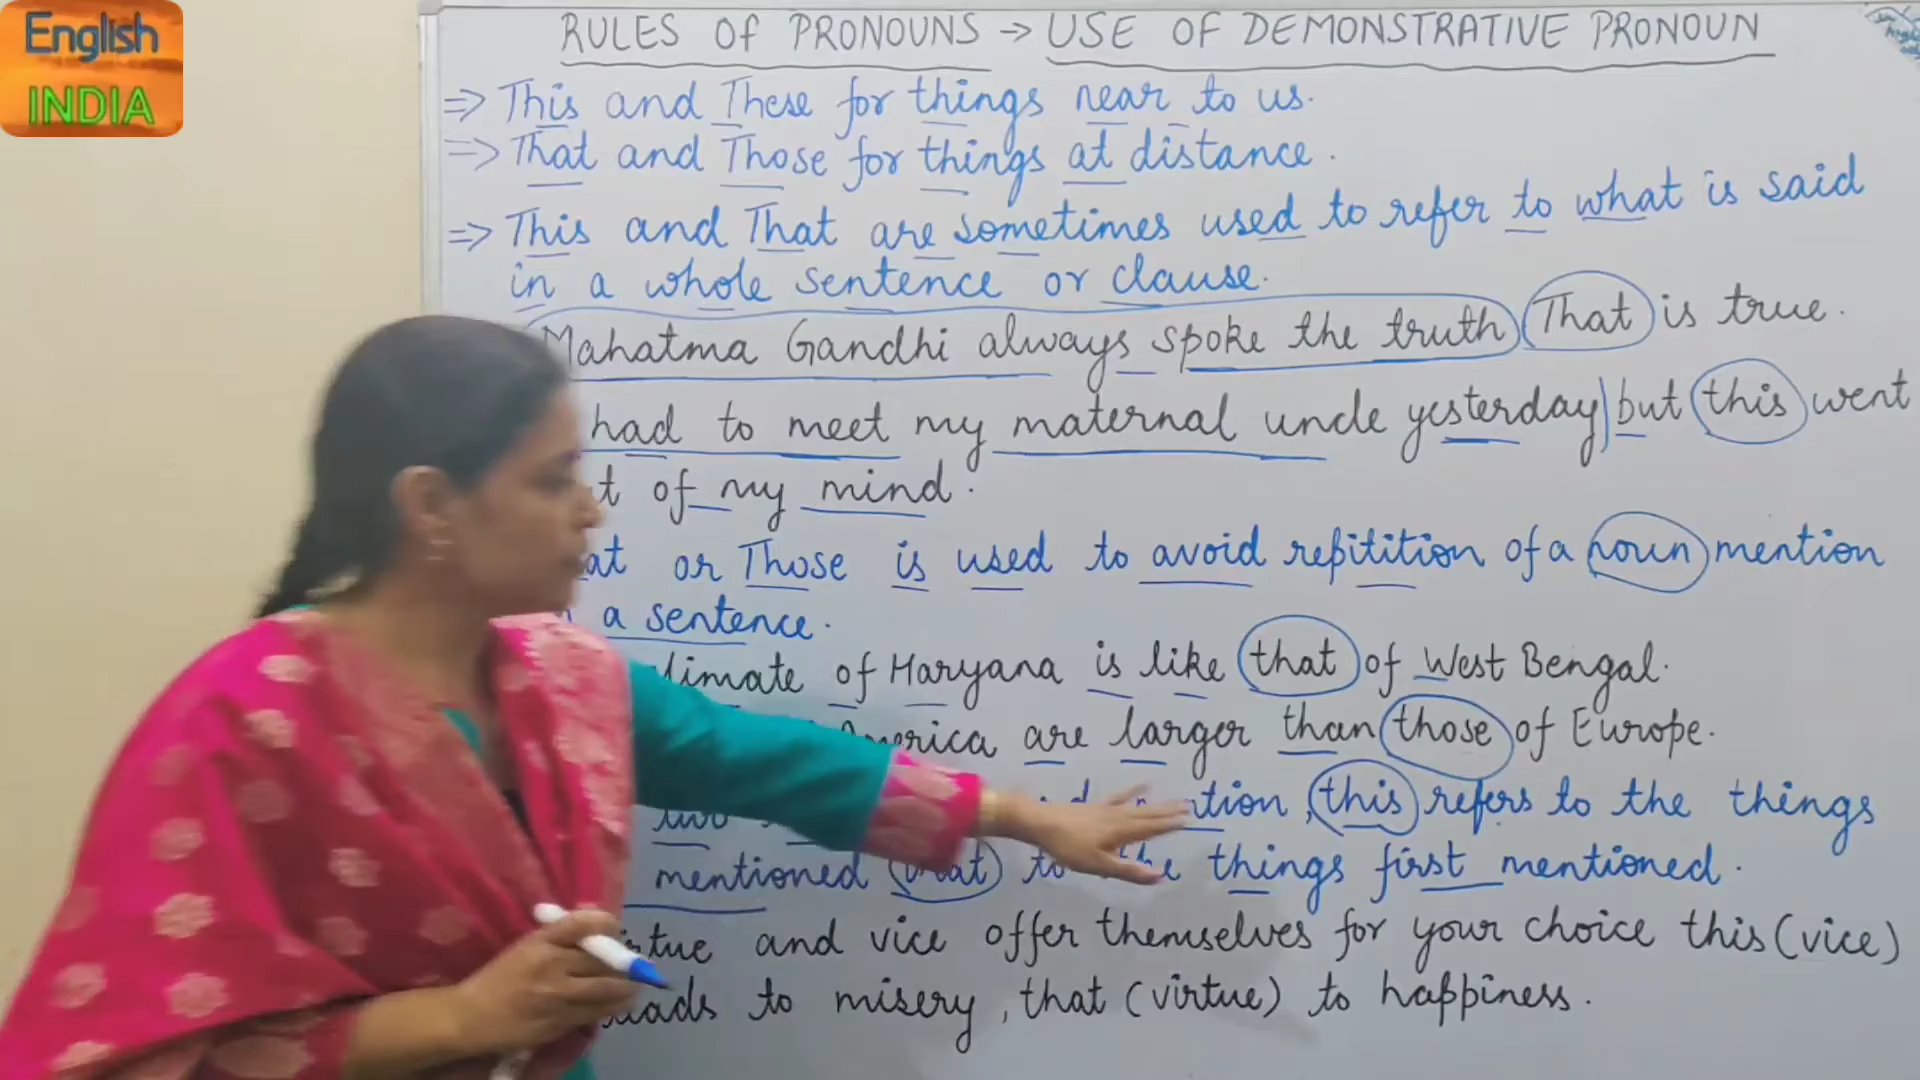 English
INDIA
RULES OF PRONOUNS → USE OF DEMONSTRATIVE PRONOUN
⇒ This and These for things near to us.
⇒ That and Those for things at distance.
⇒ This and That are sometimes used to refer to what is said
in a whole sentence or clause.
Mahatma Gandhi always spoke the truth That is true.
had to meet my maternal uncle yesterday but this went
of my mind.
or Those is used to avoid repitition of a noun mention
a sentence.
of Haryana is like that of West Bengal.
are larger than those of Europe.
two
, this refers to the things
mentioned that to the things first mentioned.
and vice offer themselves for your choice this (vice)
to misery, that (virtue) to happiness.